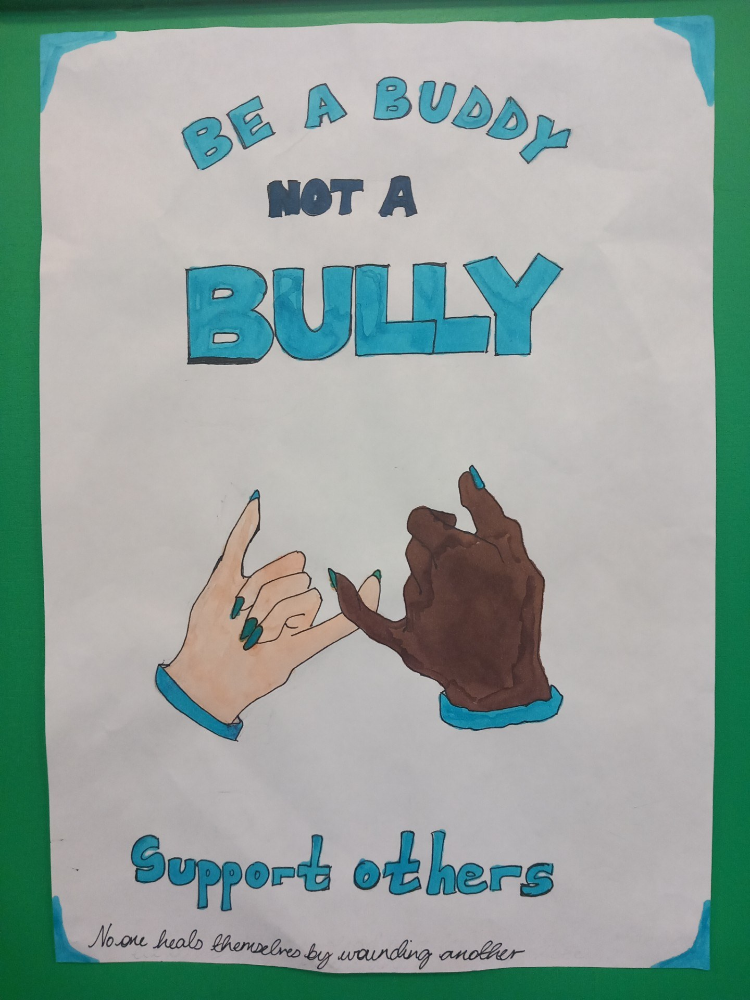 BE A BUDDY
NOT A
BULLY
Support others
No one heals themselves by wounding another